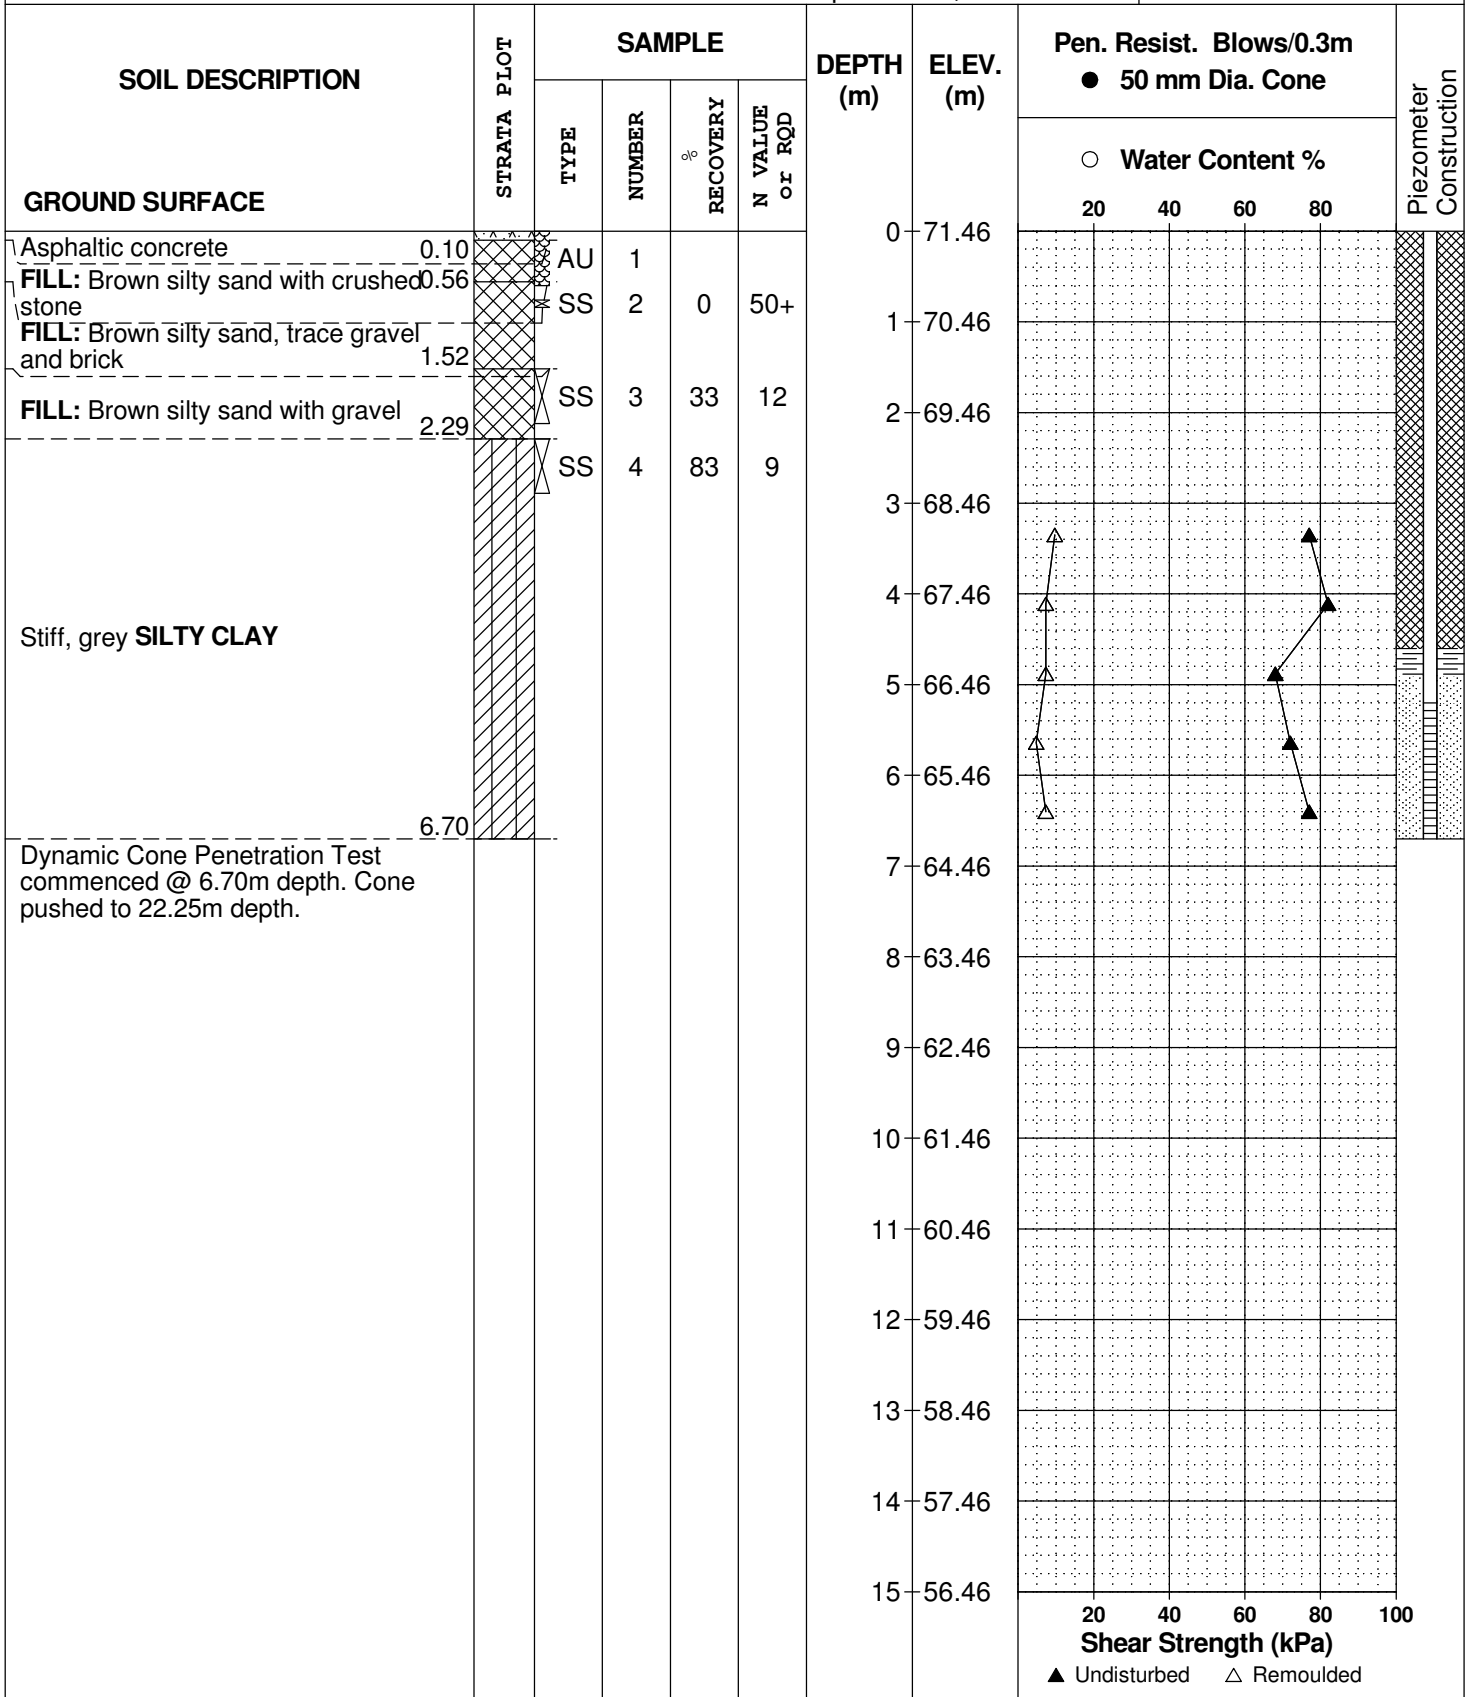 SOIL DESCRIPTION
GROUND SURFACE
STRATA PLOT
SAMPLE
TYPE
NUMBER
%
RECOVERY
N VALUE
or RQD
DEPTH
(m)
ELEV.
(m)
Pen. Resist. Blows/0.3m
● 50 mm Dia. Cone
○ Water Content %
20 40 60 80
Piezometer
Construction
Asphaltic concrete 0.10
FILL: Brown silty sand with crushed 0.56
stone
FILL: Brown silty sand, trace gravel
and brick 1.52
FILL: Brown silty sand with gravel
2.29
Stiff, grey SILTY CLAY
6.70
Dynamic Cone Penetration Test
commenced @ 6.70m depth. Cone
pushed to 22.25m depth.
AU 1
SS 2 0 50+
SS 3 33 12
SS 4 83 9
0 71.46
1 70.46
2 69.46
3 68.46
4 67.46
5 66.46
6 65.46
7 64.46
8 63.46
9 62.46
10 61.46
11 60.46
12 59.46
13 58.46
14 57.46
15 56.46
20 40 60 80 100
Shear Strength (kPa)
▲ Undisturbed △ Remoulded